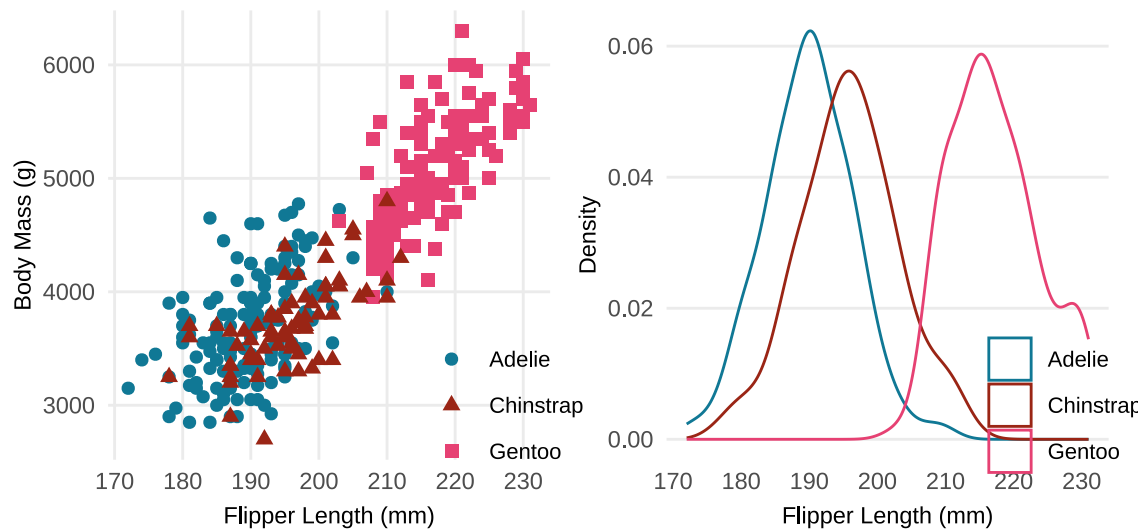 Body Mass (g)
6000
5000
4000
3000
Adelie
Chinstrap
Gentoo
170 180 190 200 210 220 230
Flipper Length (mm)
Density
0.06
0.04
0.02
0.00
Adelie
Chinstrap
Gentoo
170 180 190 200 210 220 230
Flipper Length (mm)